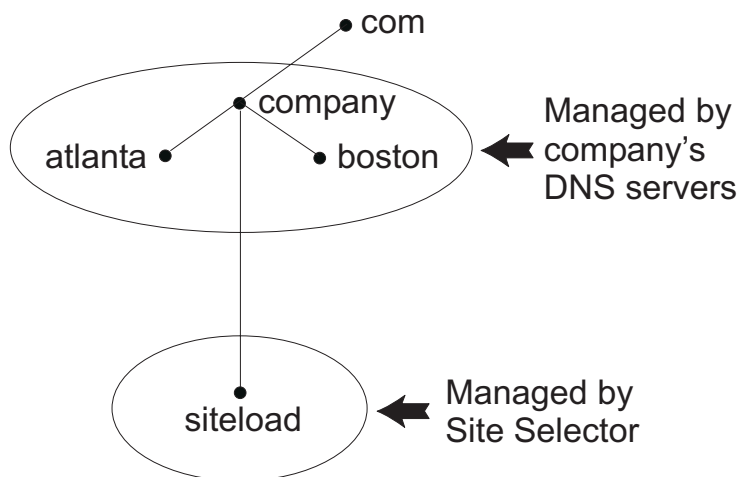 com
company
atlanta
boston
Managed by
company's
DNS servers
siteload
Managed by
Site Selector